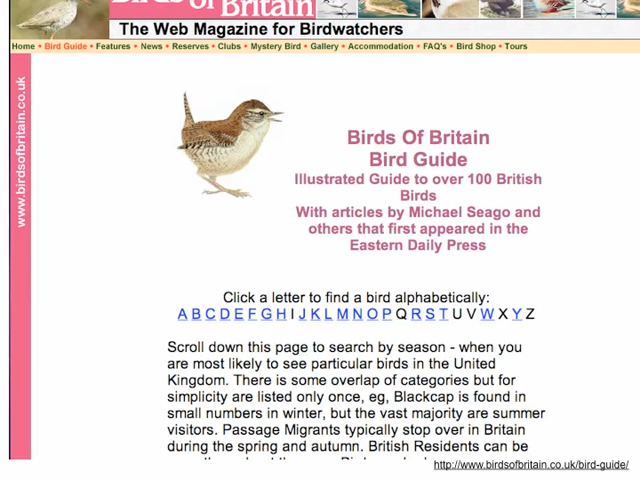 Birds of Britain
The Web Magazine for Birdwatchers
Home • Bird Guide • Features • News • Reserves • Clubs • Mystery Bird • Gallery • Accommodation • FAQ's • Bird Shop • Tours
www.birdsofbritain.co.uk
Birds Of Britain
Bird Guide
Illustrated Guide to over 100 British
Birds
With articles by Michael Seago and
others that first appeared in the
Eastern Daily Press
Click a letter to find a bird alphabetically:
A B C D E F G H I J K L M N O P Q R S T U V W X Y Z
Scroll down this page to search by season - when you
are most likely to see particular birds in the United
Kingdom. There is some overlap of categories but for
simplicity are listed only once, eg, Blackcap is found in
small numbers in winter, but the vast majority are summer
visitors. Passage Migrants typically stop over in Britain
during the spring and autumn. British Residents can be
http://www.birdsofbritain.co.uk/bird-guide/